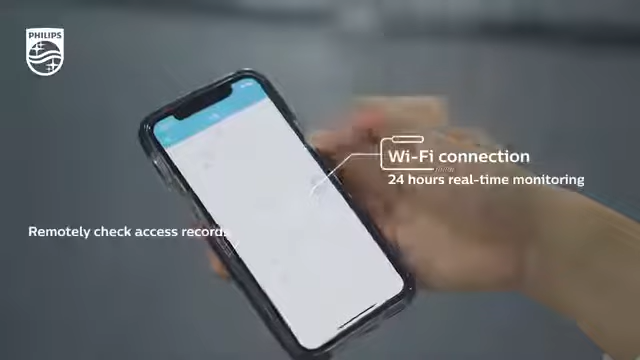 PHILIPS
Wi-Fi connection
24 hours real-time monitoring
Remotely check access records